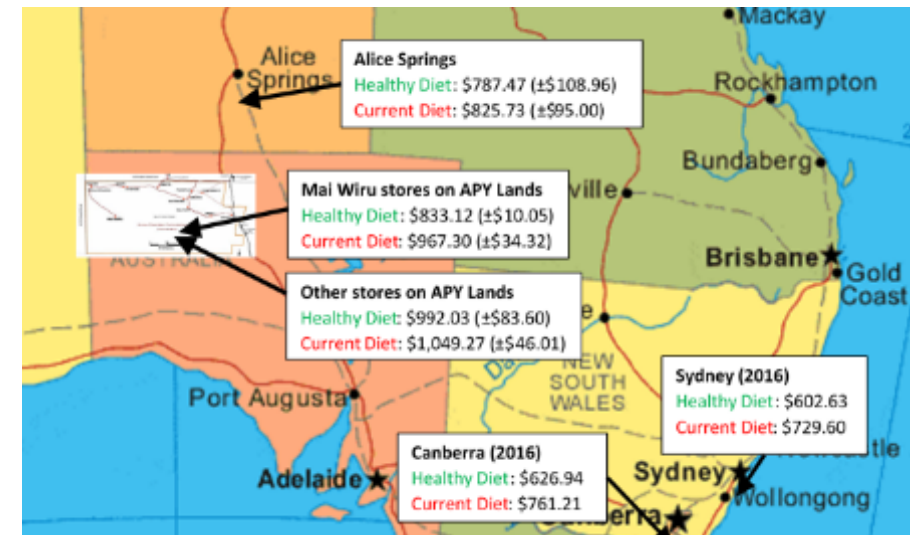 Mackay
Alice
Springs
Alice Springs
Healthy Diet: $787.47 (±$108.96)
Current Diet: $825.73 (±$95.00)
Rockhampton
Bundaberg
Mai Wiru stores on APY Lands
Healthy Diet: $833.12 (±$10.05)
Current Diet: $967.30 (±$34.32)
ville
Brisbane
Gold
Coast
Other stores on APY Lands
Healthy Diet: $992.03 (±$83.60)
Current Diet: $1,049.27 (±$46.01)
e
Da
NEW
SOUTH
WALES
Sydney (2016)
Healthy Diet: $602.63
Current Diet: $729.60
Port Augusta
Canberra (2016)
Healthy Diet: $626.94
Current Diet: $761.21
Adelaide
Sydney
Wollongong